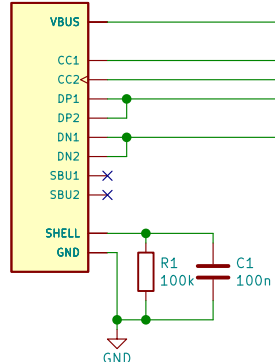 VBUS
CC1
CC2
DP1
DP2
DN1
DN2
SBU1
SBU2
SHELL
GND
R1
100k
C1
100n
GND